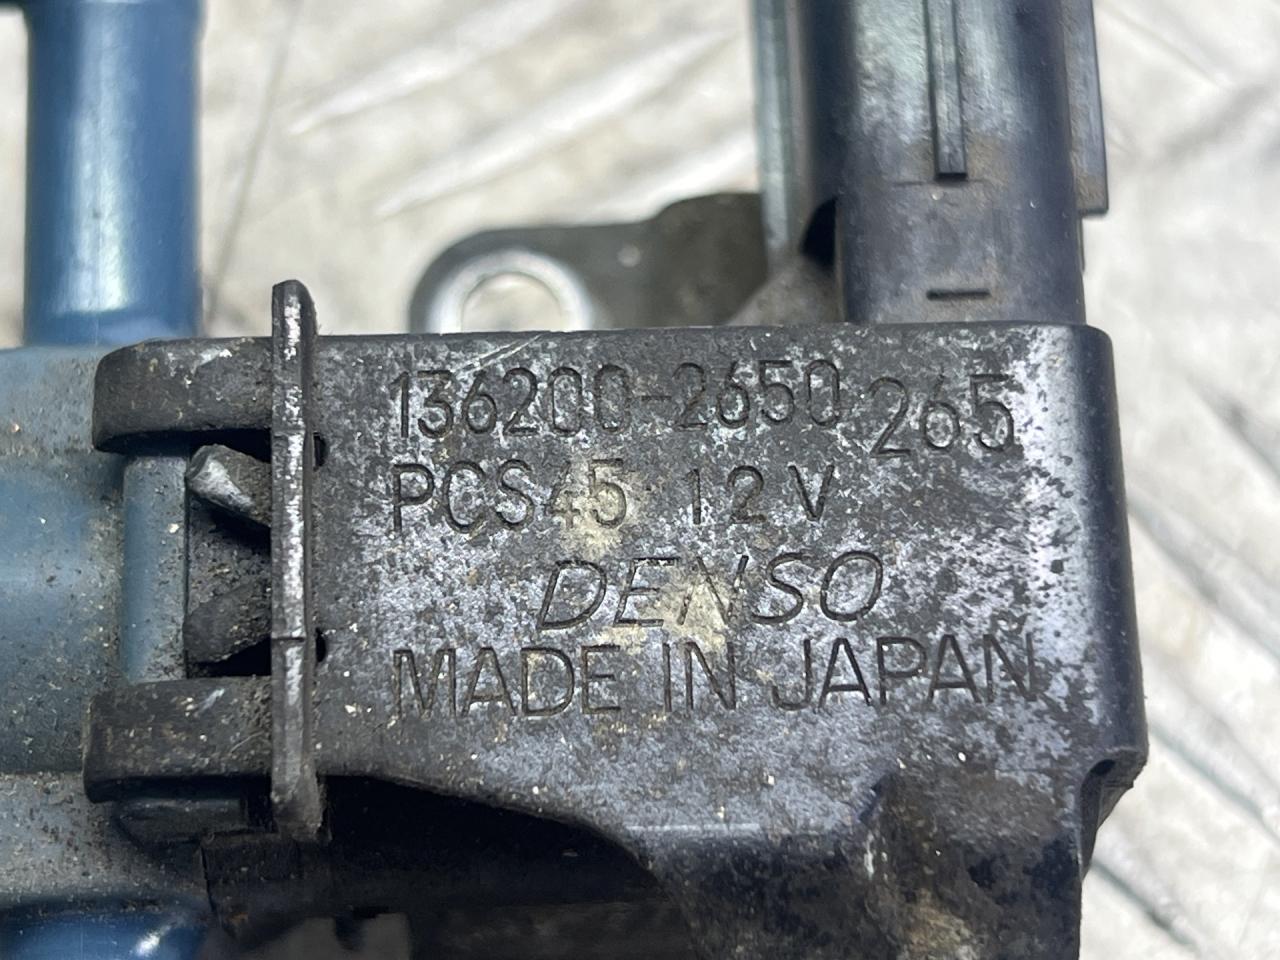 136200-2650 265
PCS45 12V
DENSO
MADE IN JAPAN